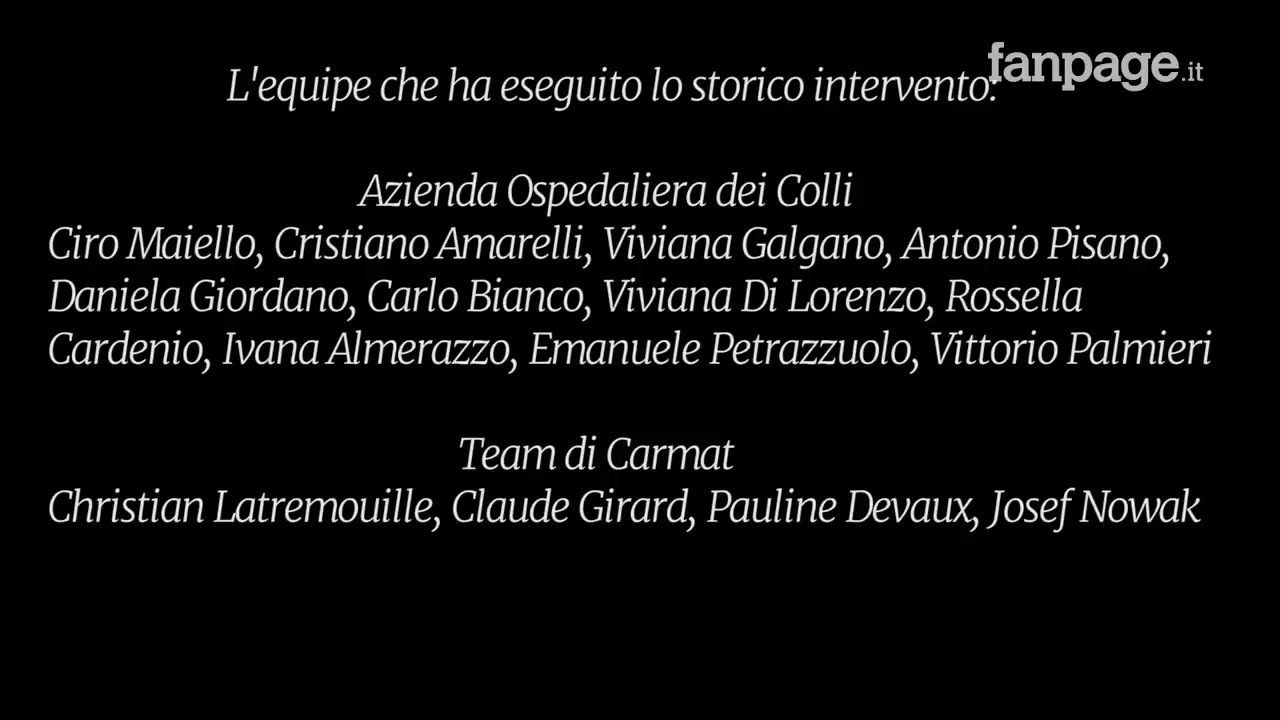 fanpage.it
L'equipe che ha eseguito lo storico intervento:
Azienda Ospedaliera dei Colli
Ciro Maiello, Cristiano Amarelli, Viviana Galgano, Antonio Pisano,
Daniela Giordano, Carlo Bianco, Viviana Di Lorenzo, Rossella
Cardenio, Ivana Almerazzo, Emanuele Petrazzuolo, Vittorio Palmieri
Team di Carmat
Christian Latremouille, Claude Girard, Pauline Devaux, Josef Nowak